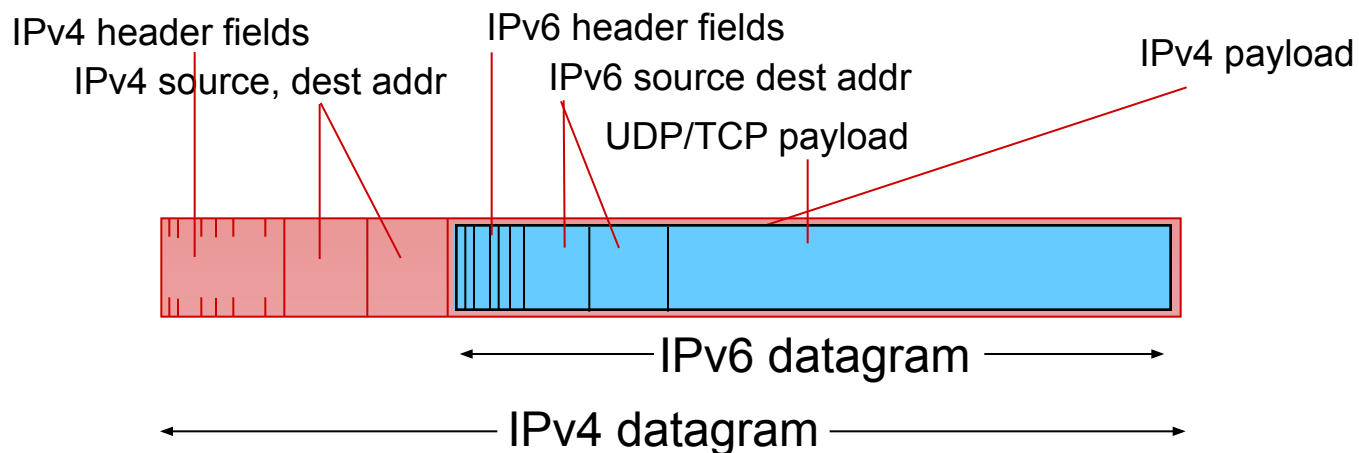 IPv4 header fields
IPv6 header fields
IPv4 payload
IPv4 source, dest addr
IPv6 source dest addr
UDP/TCP payload
IPv6 datagram
IPv4 datagram